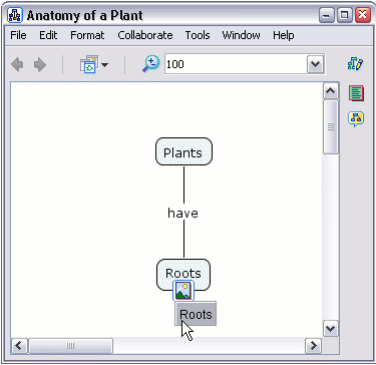 Anatomy of a Plant
File Edit Format Collaborate Tools Window Help
100
Plants
have
Roots
Roots